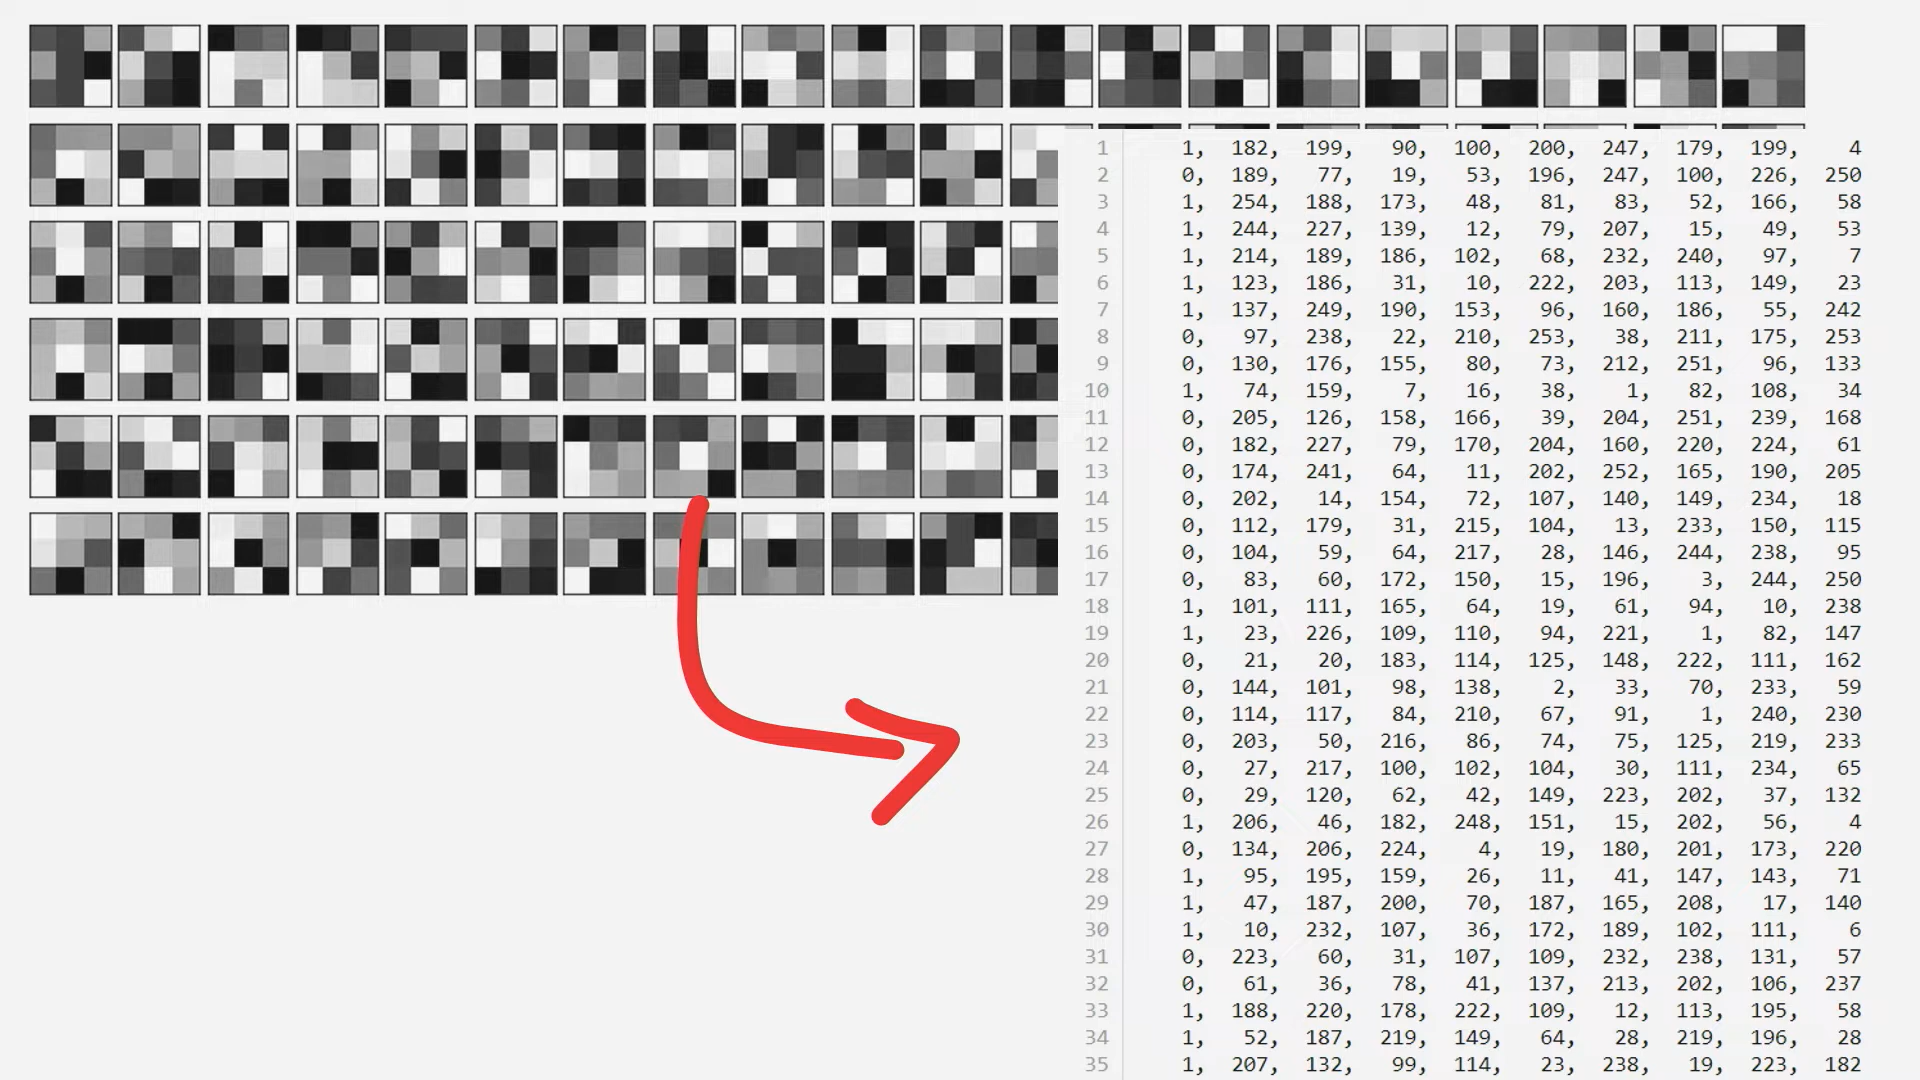 1 1, 182, 199, 90, 100, 200, 247, 179, 199, 4
2 0, 189, 77, 19, 53, 196, 247, 100, 226, 250
3 1, 254, 188, 173, 48, 81, 83, 52, 166, 58
4 1, 244, 227, 139, 12, 79, 207, 15, 49, 53
5 1, 214, 189, 186, 102, 68, 232, 240, 97, 7
6 1, 123, 186, 31, 10, 222, 203, 113, 149, 23
7 1, 137, 249, 190, 153, 96, 160, 186, 55, 242
8 0, 97, 238, 22, 210, 253, 38, 211, 175, 253
9 0, 130, 176, 155, 80, 73, 212, 251, 96, 133
10 1, 74, 159, 7, 16, 38, 1, 82, 108, 34
11 0, 205, 126, 158, 166, 39, 204, 251, 239, 168
12 0, 182, 227, 79, 170, 204, 160, 220, 224, 61
13 0, 174, 241, 64, 11, 202, 252, 165, 190, 205
14 0, 202, 14, 154, 72, 107, 140, 149, 234, 18
15 0, 112, 179, 31, 215, 104, 13, 233, 150, 115
16 0, 104, 59, 64, 217, 28, 146, 244, 238, 95
17 0, 83, 60, 172, 150, 15, 196, 3, 244, 250
18 1, 101, 111, 165, 64, 19, 61, 94, 10, 238
19 1, 23, 226, 109, 110, 94, 221, 1, 82, 147
20 0, 21, 20, 183, 114, 125, 148, 222, 111, 162
21 0, 144, 101, 98, 138, 2, 33, 70, 233, 59
22 0, 114, 117, 84, 210, 67, 91, 1, 240, 230
23 0, 203, 50, 216, 86, 74, 75, 125, 219, 233
24 0, 27, 217, 100, 102, 104, 30, 111, 234, 65
25 0, 29, 120, 62, 42, 149, 223, 202, 37, 132
26 1, 206, 46, 182, 248, 151, 15, 202, 56, 4
27 0, 134, 206, 224, 4, 19, 180, 201, 173, 220
28 1, 95, 195, 159, 26, 11, 41, 147, 143, 71
29 1, 47, 187, 200, 70, 187, 165, 208, 17, 140
30 1, 10, 232, 107, 36, 172, 189, 102, 111, 6
31 0, 223, 60, 31, 107, 109, 232, 238, 131, 57
32 0, 61, 36, 78, 41, 137, 213, 202, 106, 237
33 1, 188, 220, 178, 222, 109, 12, 113, 195, 58
34 1, 52, 187, 219, 149, 64, 28, 219, 196, 28
35 1, 207, 132, 99, 114, 23, 238, 19, 223, 182